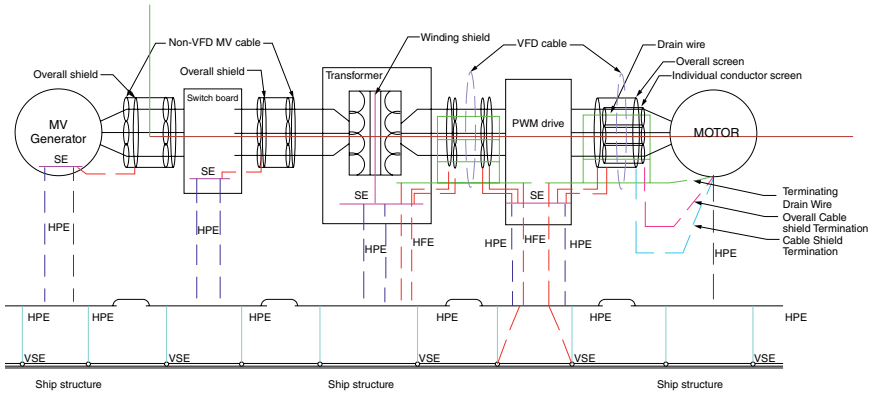 Non-VFD MV cable
Winding shield
VFD cable
Drain wire
Overall screen
Individual conductor screen
Overall shield
Overall shield
Transformer
Switch board
MV
Generator
PWM drive
MOTOR
SE
SE
SE
SE
Terminating
Drain Wire
Overall Cable
shield Termination
Cable Shield
Termination
HPE
HPE
HPE
HFE
HPE
HFE
HPE
HPE
HPE
HPE
HPE
HPE
HPE
HPE
HPE
VSE
VSE
VSE
VSE
VSE
Ship structure
Ship structure
Ship structure